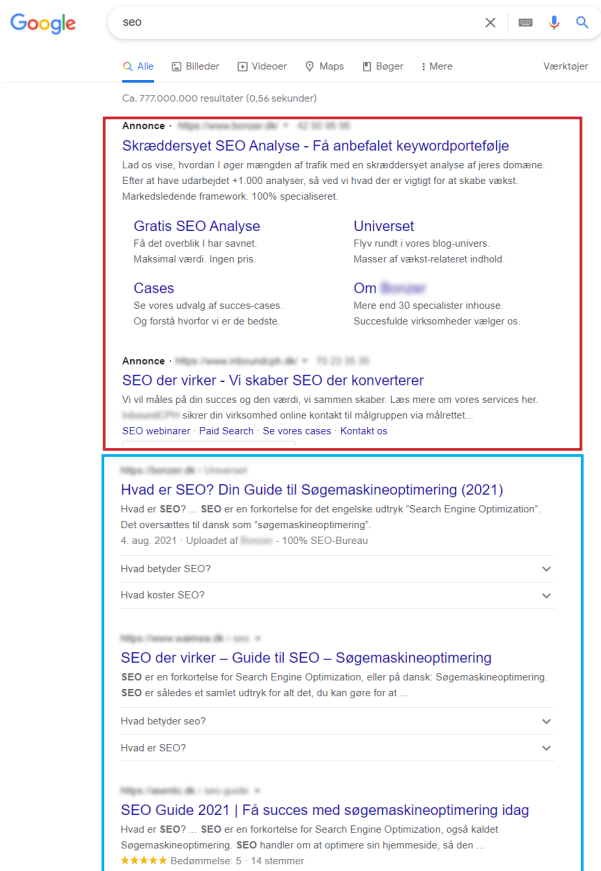 Google
seo
Alle Billeder Videoer Maps Bøger Mere Værktøjer
Ca. 777.000.000 resultater (0,56 sekunder)
Annonce ·
Skræddersyet SEO Analyse - Få anbefalet keywordportefølje
Lad os vise, hvordan I øger mængden af trafik med en skræddersyet analyse af jeres domæne.
Efter at have udarbejdet +1.000 analyser, så ved vi hvad der er vigtigt for at skabe vækst.
Markedsledende framework. 100% specialiseret.
Gratis SEO Analyse
Få det overblik I har savnet.
Maksimal værdi. Ingen pris.
Universet
Flyv rundt i vores blog-univers.
Masser af vækst-relateret indhold.
Cases
Se vores udvalg af succes-cases.
Og forstå hvorfor vi er de bedste.
Om
Mere end 30 specialister inhouse.
Succesfulde virksomheder vælger os.
Annonce ·
SEO der virker - Vi skaber SEO der konverterer
Vi vil måles på din succes og den værdi, vi sammen skaber. Læs mere om vores services her.
sikrer din virksomhed online kontakt til målgruppen via målrettet...
SEO webinarer · Paid Search · Se vores cases · Kontakt os
Hvad er SEO? Din Guide til Søgemaskineoptimering (2021)
Hvad er SEO? ... SEO er en forkortelse for det engelske udtryk "Search Engine Optimization".
Det oversættes til dansk som "søgemaskineoptimering".
4. aug. 2021 · Uploadet af - 100% SEO-Bureau
Hvad betyder SEO?
Hvad koster SEO?
SEO der virker – Guide til SEO – Søgemaskineoptimering
SEO er en forkortelse for Search Engine Optimization, eller på dansk: Søgemaskineoptimering.
SEO er således et samlet udtryk for alt det, du kan gøre for at ...
Hvad betyder seo?
Hvad er SEO?
SEO Guide 2021 | Få succes med søgemaskineoptimering idag
Hvad er SEO? ... SEO er en forkortelse for Search Engine Optimization, også kaldet
Søgemaskineoptimering. SEO handler om at optimere sin hjemmeside, så den ...
★★★★★ Bedømmelse: 5 · 14 stemmer